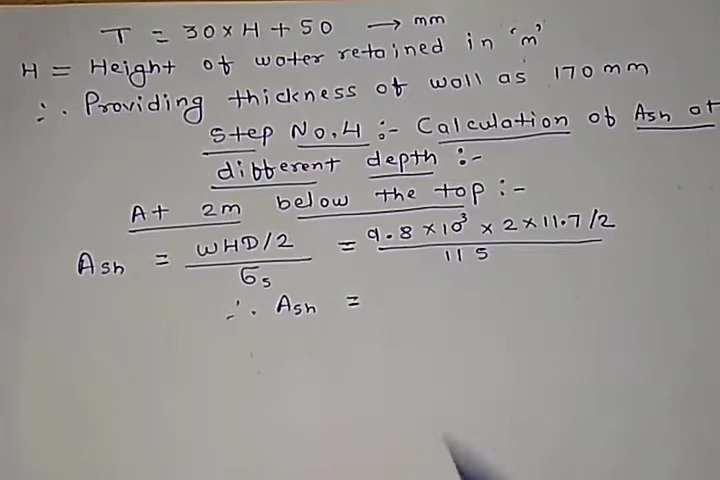 T = 30 × H + 50 → mm
H = Height of water retained in 'm'
∴ Providing thickness of wall as 170 mm
Step No. 4 :- Calculation of Ash at
different depth :-
At 2m below the top :-
Ash = WHD/2 / σs = 9.8 × 10³ × 2 × 11.7/2 / 115
∴ Ash =